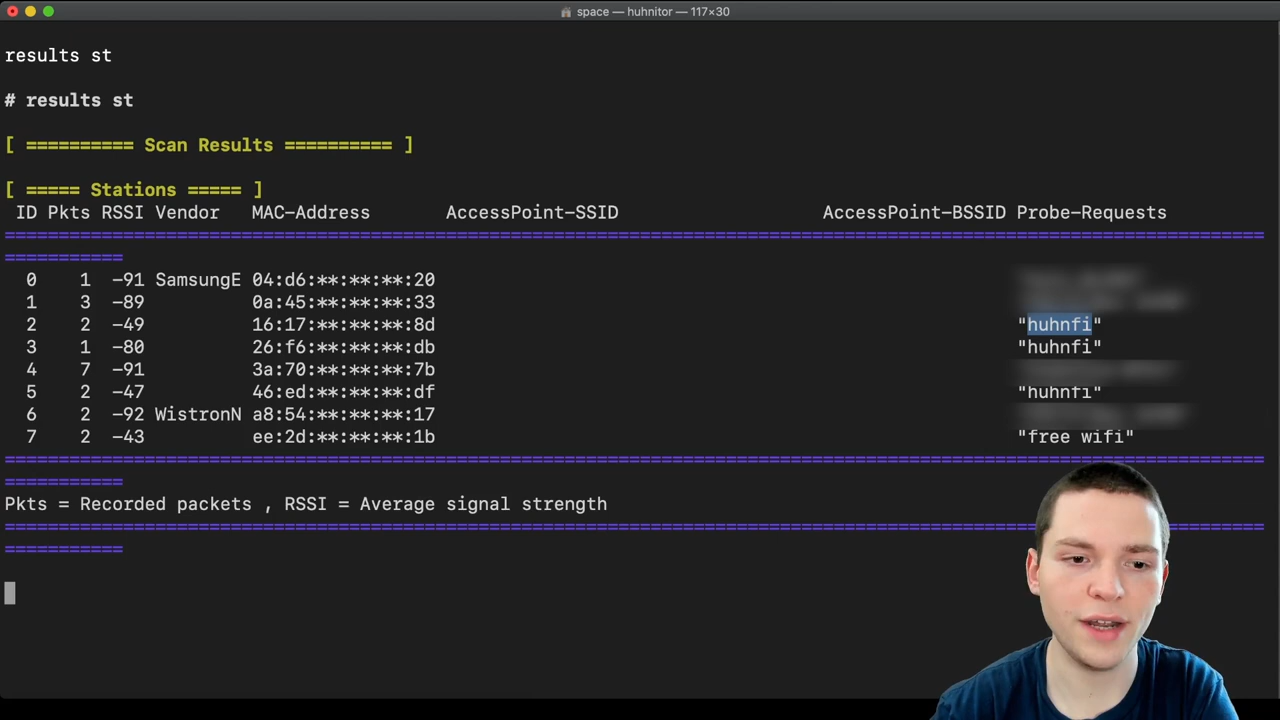 space — huhnitor — 117×30
results st
# results st
[ ========== Scan Results ========== ]
[ ===== Stations ===== ]
ID Pkts RSSI Vendor MAC-Address AccessPoint-SSID AccessPoint-BSSID Probe-Requests
0 1 -91 SamsungE 04:d6:**:**:**:20
1 3 -89 0a:45:**:**:**:33
2 2 -49 16:17:**:**:**:8d "huhnfi"
3 1 -80 26:f6:**:**:**:db "huhnfi"
4 7 -91 3a:70:**:**:**:7b
5 2 -47 46:ed:**:**:**:df "huhnfi"
6 2 -92 WistronN a8:54:**:**:**:17
7 2 -43 ee:2d:**:**:**:1b "free wifi"
Pkts = Recorded packets , RSSI = Average signal strength